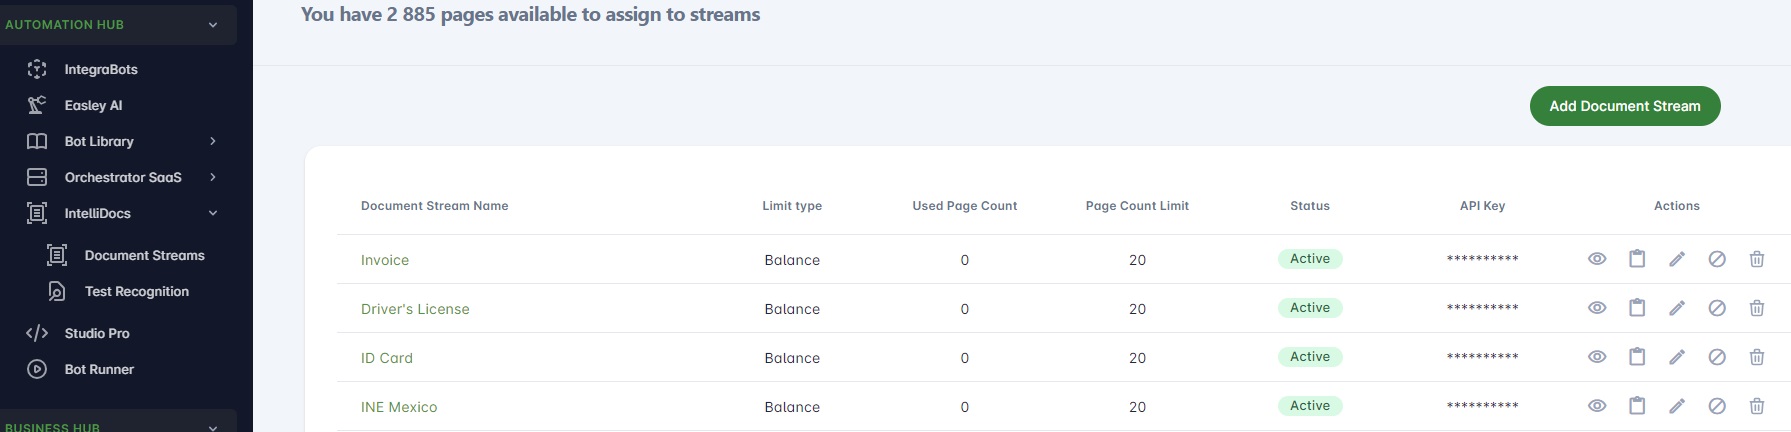 AUTOMATION HUB
IntegraBots
Easley AI
Bot Library
Orchestrator SaaS
IntelliDocs
Document Streams
Test Recognition
Studio Pro
Bot Runner
BUSINESS HUB
You have 2 885 pages available to assign to streams
Add Document Stream
Document Stream Name Limit type Used Page Count Page Count Limit Status API Key Actions
Invoice Balance 0 20 Active **********
Driver's License Balance 0 20 Active **********
ID Card Balance 0 20 Active **********
INE Mexico Balance 0 20 Active **********